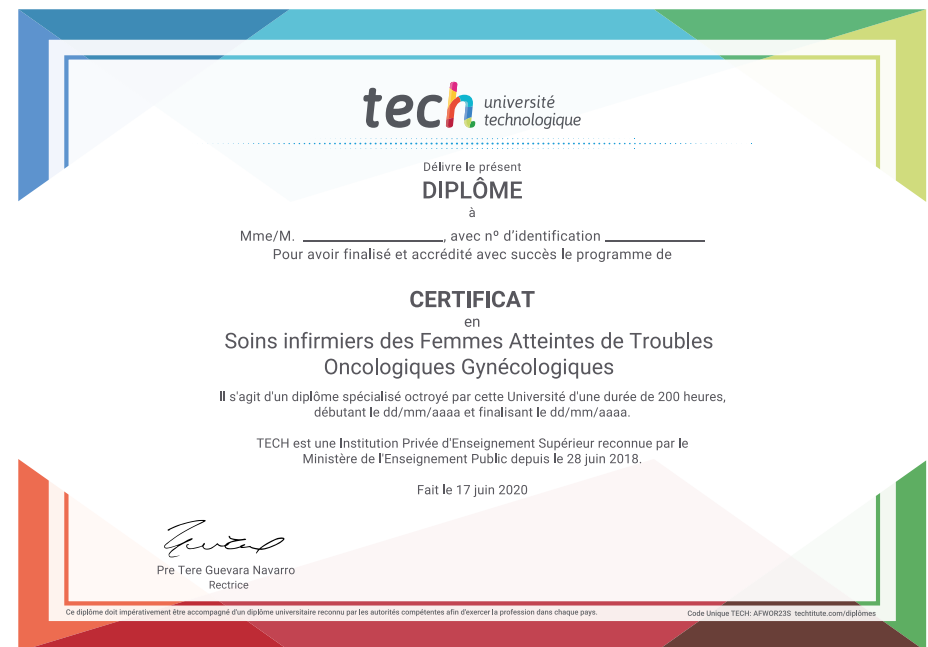 tech université
technologique
Délivre le présent
DIPLÔME
à
Mme/M. ____________________, avec nº d'identification ______________
Pour avoir finalisé et accrédité avec succès le programme de
CERTIFICAT
en
Soins infirmiers des Femmes Atteintes de Troubles
Oncologiques Gynécologiques
Il s'agit d'un diplôme spécialisé octroyé par cette Université d'une durée de 200 heures,
débutant le dd/mm/aaaa et finalisant le dd/mm/aaaa.
TECH est une Institution Privée d'Enseignement Supérieur reconnue par le
Ministère de l'Enseignement Public depuis le 28 juin 2018.
Fait le 17 juin 2020
Pre Tere Guevara Navarro
Rectrice
Ce diplôme doit impérativement être accompagné d'un diplôme universitaire reconnu par les autorités compétentes afin d'exercer la profession dans chaque pays.
Code Unique TECH: AFWOR23S techtitute.com/diplômes